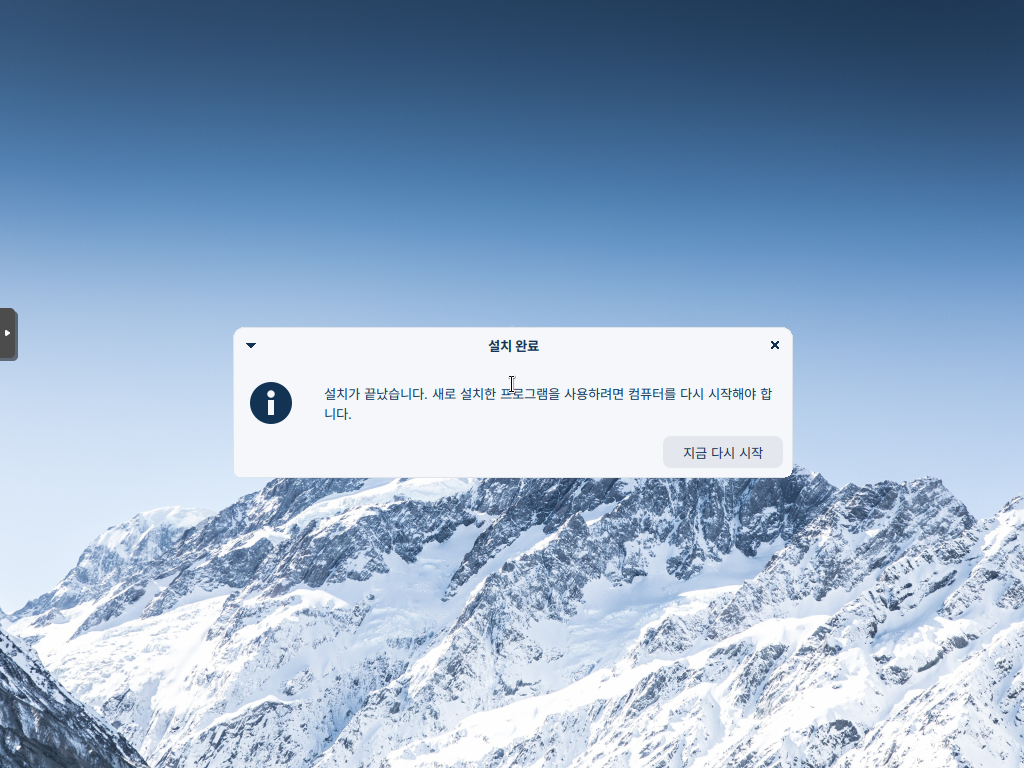 설치 완료
설치가 끝났습니다. 새로 설치한 프로그램을 사용하려면 컴퓨터를 다시 시작해야 합
니다.
지금 다시 시작